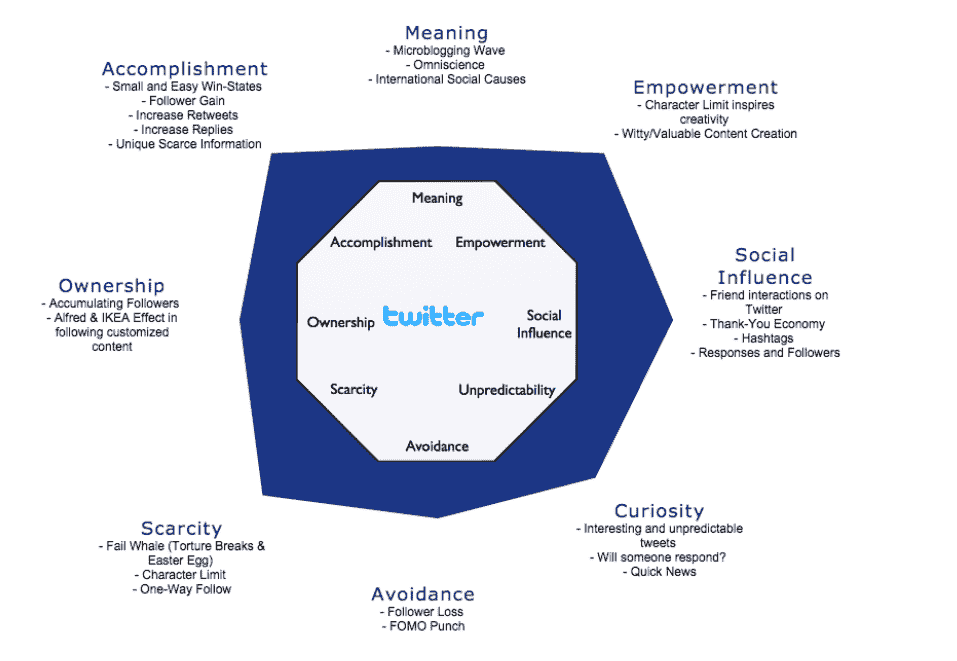 Meaning
- Microblogging Wave
- Omniscience
- International Social Causes
Accomplishment
- Small and Easy Win-States
- Follower Gain
- Increase Retweets
- Increase Replies
- Unique Scarce Information
Empowerment
- Character Limit inspires
creativity
- Witty/Valuable Content Creation
Ownership
- Accumulating Followers
- Alfred & IKEA Effect in
following customized
content
Meaning
Accomplishment
Empowerment
Ownership
twitter
Social
Influence
Scarcity
Unpredictability
Avoidance
Social
Influence
- Friend interactions on
Twitter
- Thank-You Economy
- Hashtags
- Responses and Followers
Scarcity
- Fail Whale (Torture Breaks &
Easter Egg)
- Character Limit
- One-Way Follow
Avoidance
- Follower Loss
- FOMO Punch
Curiosity
- Interesting and unpredictable
tweets
- Will someone respond?
- Quick News